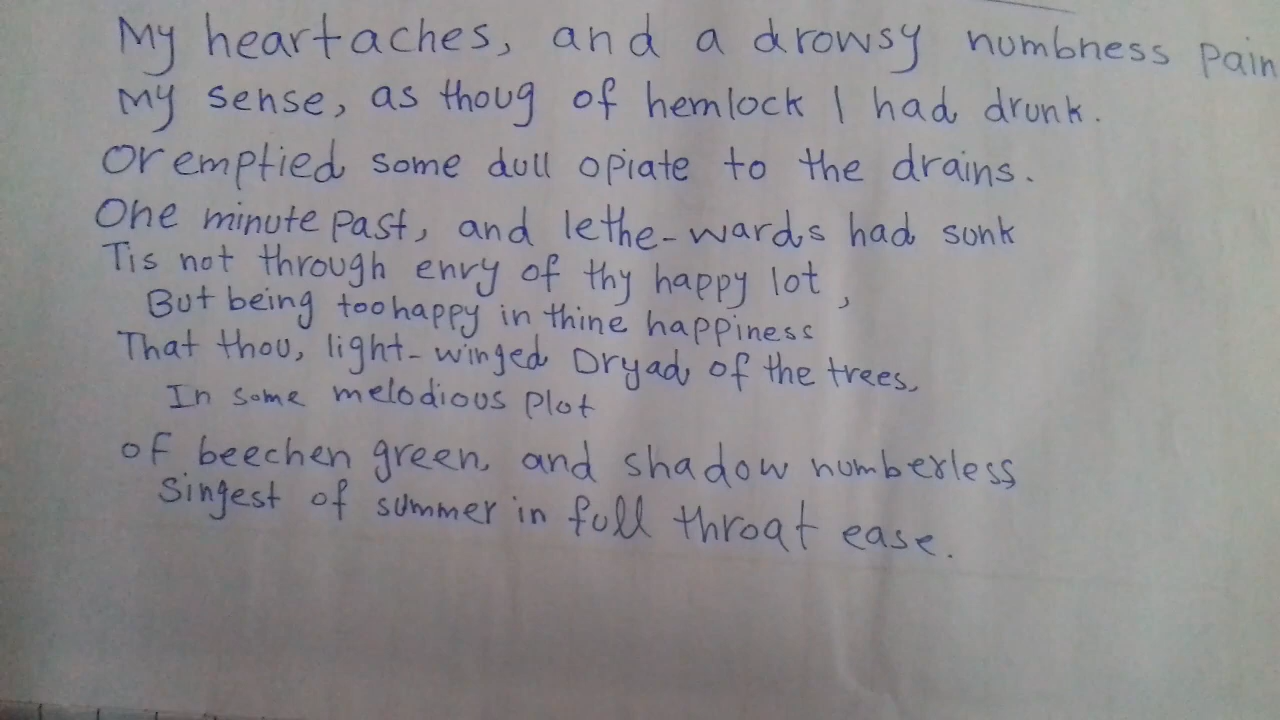 My heartaches, and a drowsy numbness pain
My sense, as thoug of hemlock I had drunk.
Or emptied some dull opiate to the drains.
One minute past, and lethe-wards had sunk
Tis not through envy of thy happy lot,
But being too happy in thine happiness
That thou, light-winged Dryad of the trees,
In some melodious plot
of beechen green, and shadow numberless
Singest of summer in full throat ease.